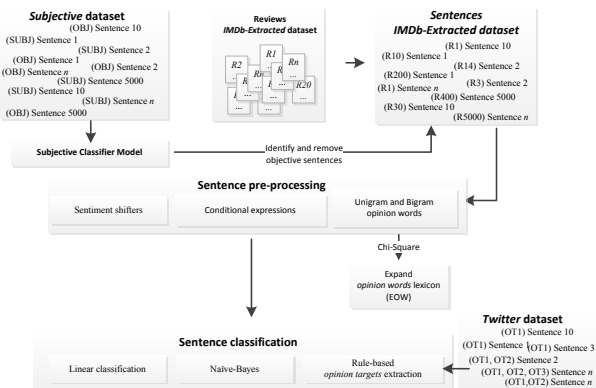 Subjective dataset
(OBJ) Sentence 10
(SUBJ) Sentence 1
(SUBJ) Sentence 2
(OBJ) Sentence 1
(OBJ) Sentence 2
(OBJ) Sentence n
(SUBJ) Sentence 5000
(SUBJ) Sentence 10
(SUBJ) Sentence n
(OBJ) Sentence 5000
Subjective Classifier Model
Reviews
IMDb-Extracted dataset
R1
Rn
R2
...
...
R20
...
...
...
Sentences
IMDb-Extracted dataset
(R1) Sentence 10
(R10) Sentence 1
(R14) Sentence 2
(R200) Sentence 1
(R3) Sentence 2
(R1) Sentence n
(R400) Sentence 5000
(R30) Sentence 10
(R5000) Sentence n
Identify and remove
objective sentences
Sentence pre-processing
Sentiment shifters
Conditional expressions
Unigram and Bigram
opinion words
Chi-Square
Expand
opinion words lexicon
(EOW)
Sentence classification
Linear classification
Naïve-Bayes
Rule-based
opinion targets extraction
Twitter dataset
(OT1) Sentence 10
(OT1) Sentence 1
(OT1) Sentence 3
(OT1, OT2) Sentence 2
(OT1, OT2, OT3) Sentence n
(OT1,OT2) Sentence n